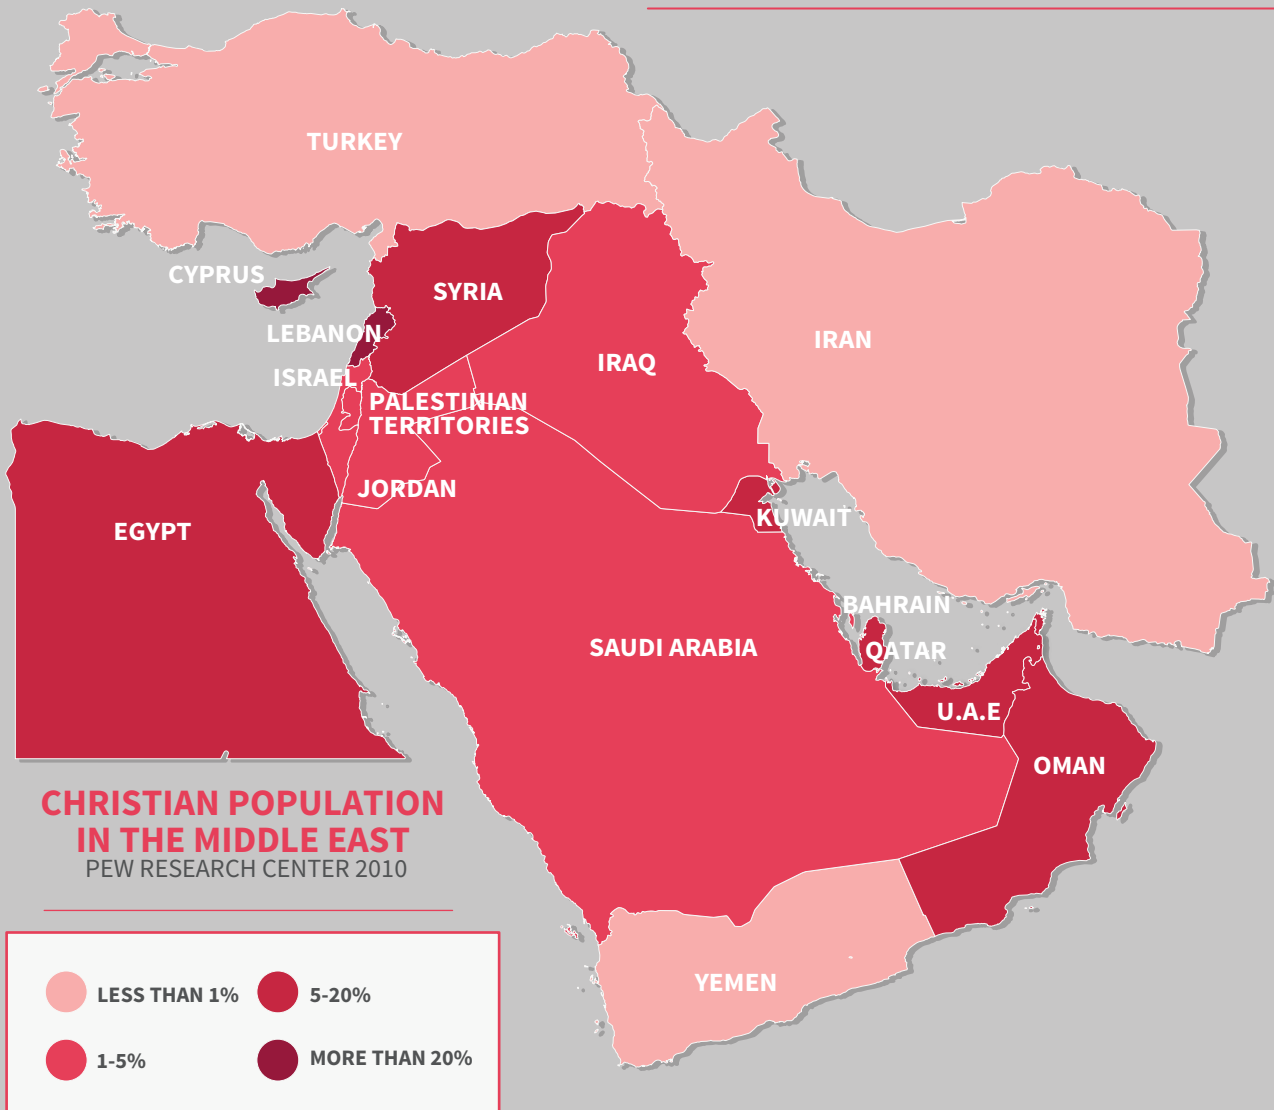 TURKEY
CYPRUS
SYRIA
LEBANON
IRAQ
IRAN
ISRAEL
PALESTINIAN
TERRITORIES
JORDAN
EGYPT
KUWAIT
BAHRAIN
SAUDI ARABIA
QATAR
U.A.E
OMAN
YEMEN
CHRISTIAN POPULATION
IN THE MIDDLE EAST
PEW RESEARCH CENTER 2010
LESS THAN 1%
5-20%
1-5%
MORE THAN 20%